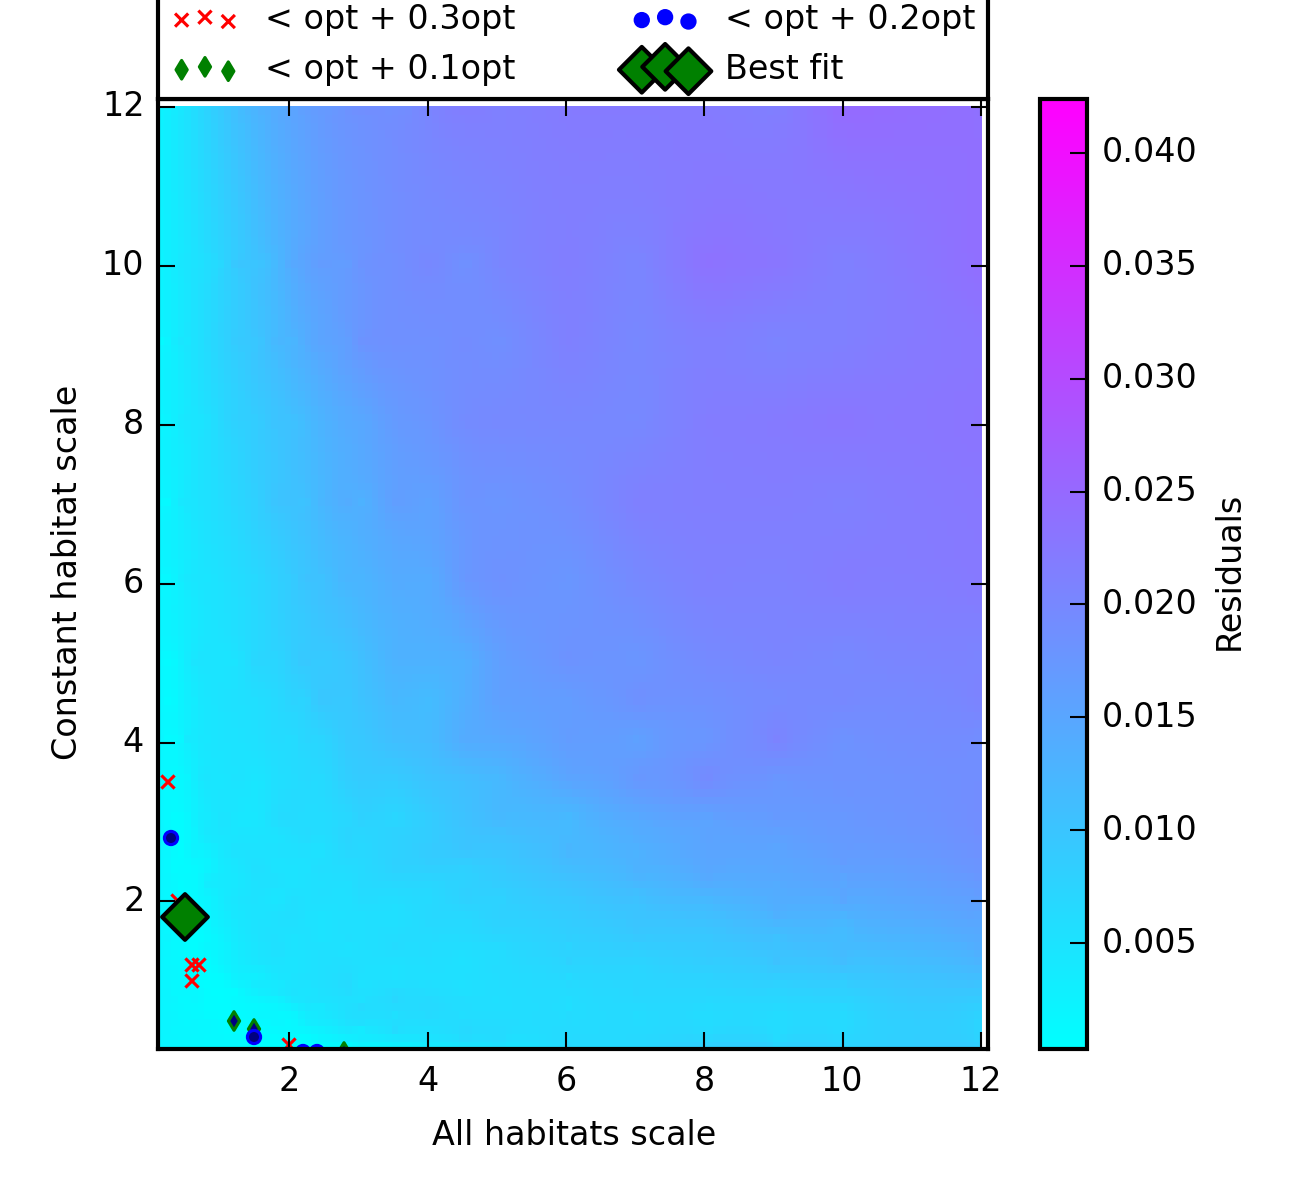 < opt + 0.3opt
< opt + 0.2opt
< opt + 0.1opt
Best fit
12
10
8
6
4
2
Constant habitat scale
2
4
6
8
10
12
All habitats scale
0.040
0.035
0.030
0.025
0.020
0.015
0.010
0.005
Residuals